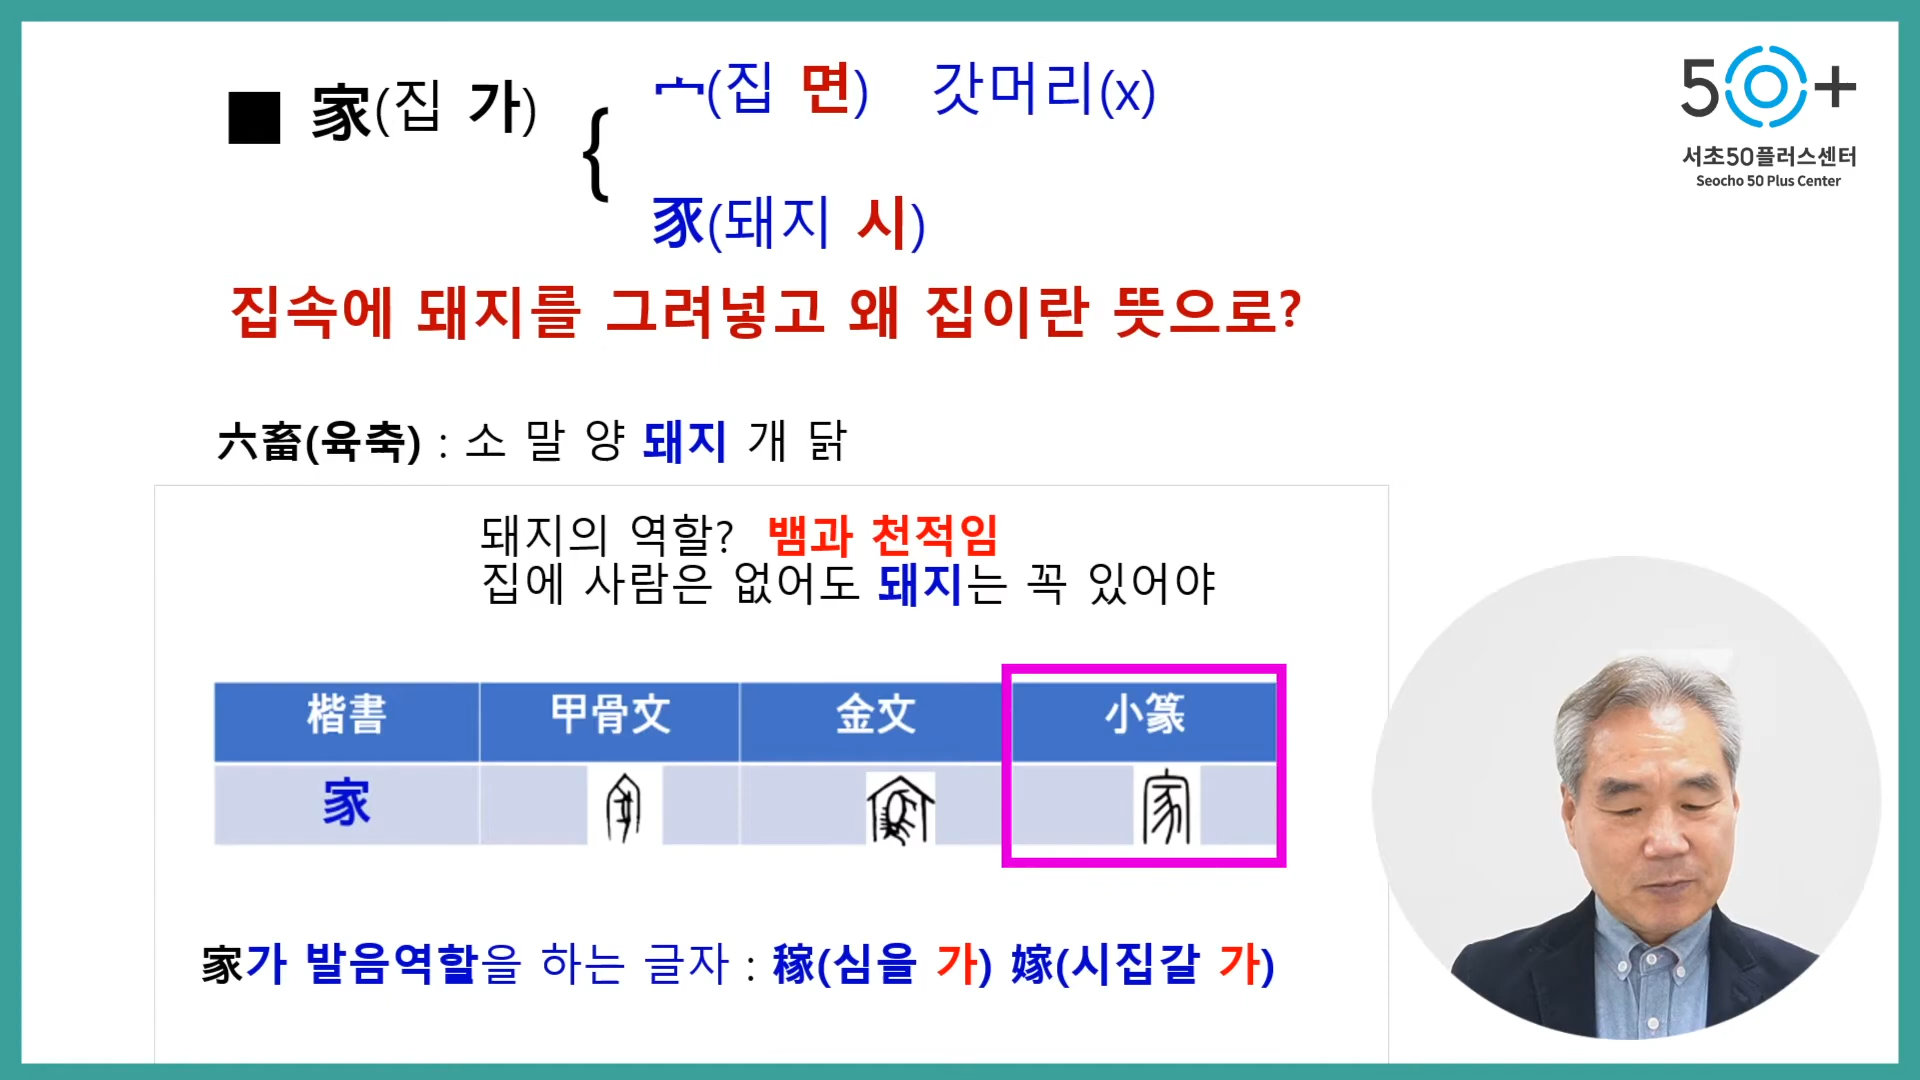 ■ 家(집 가) { 宀(집 면) 갓머리(x)
豕(돼지 시)
50+
서초50플러스센터
Seocho 50 Plus Center
집속에 돼지를 그려넣고 왜 집이란 뜻으로?
六畜(육축) : 소 말 양 돼지 개 닭
돼지의 역할? 뱀과 천적임
집에 사람은 없어도 돼지는 꼭 있어야
楷書 甲骨文 金文 小篆
家
家가 발음역할을 하는 글자 : 稼(심을 가) 嫁(시집갈 가)